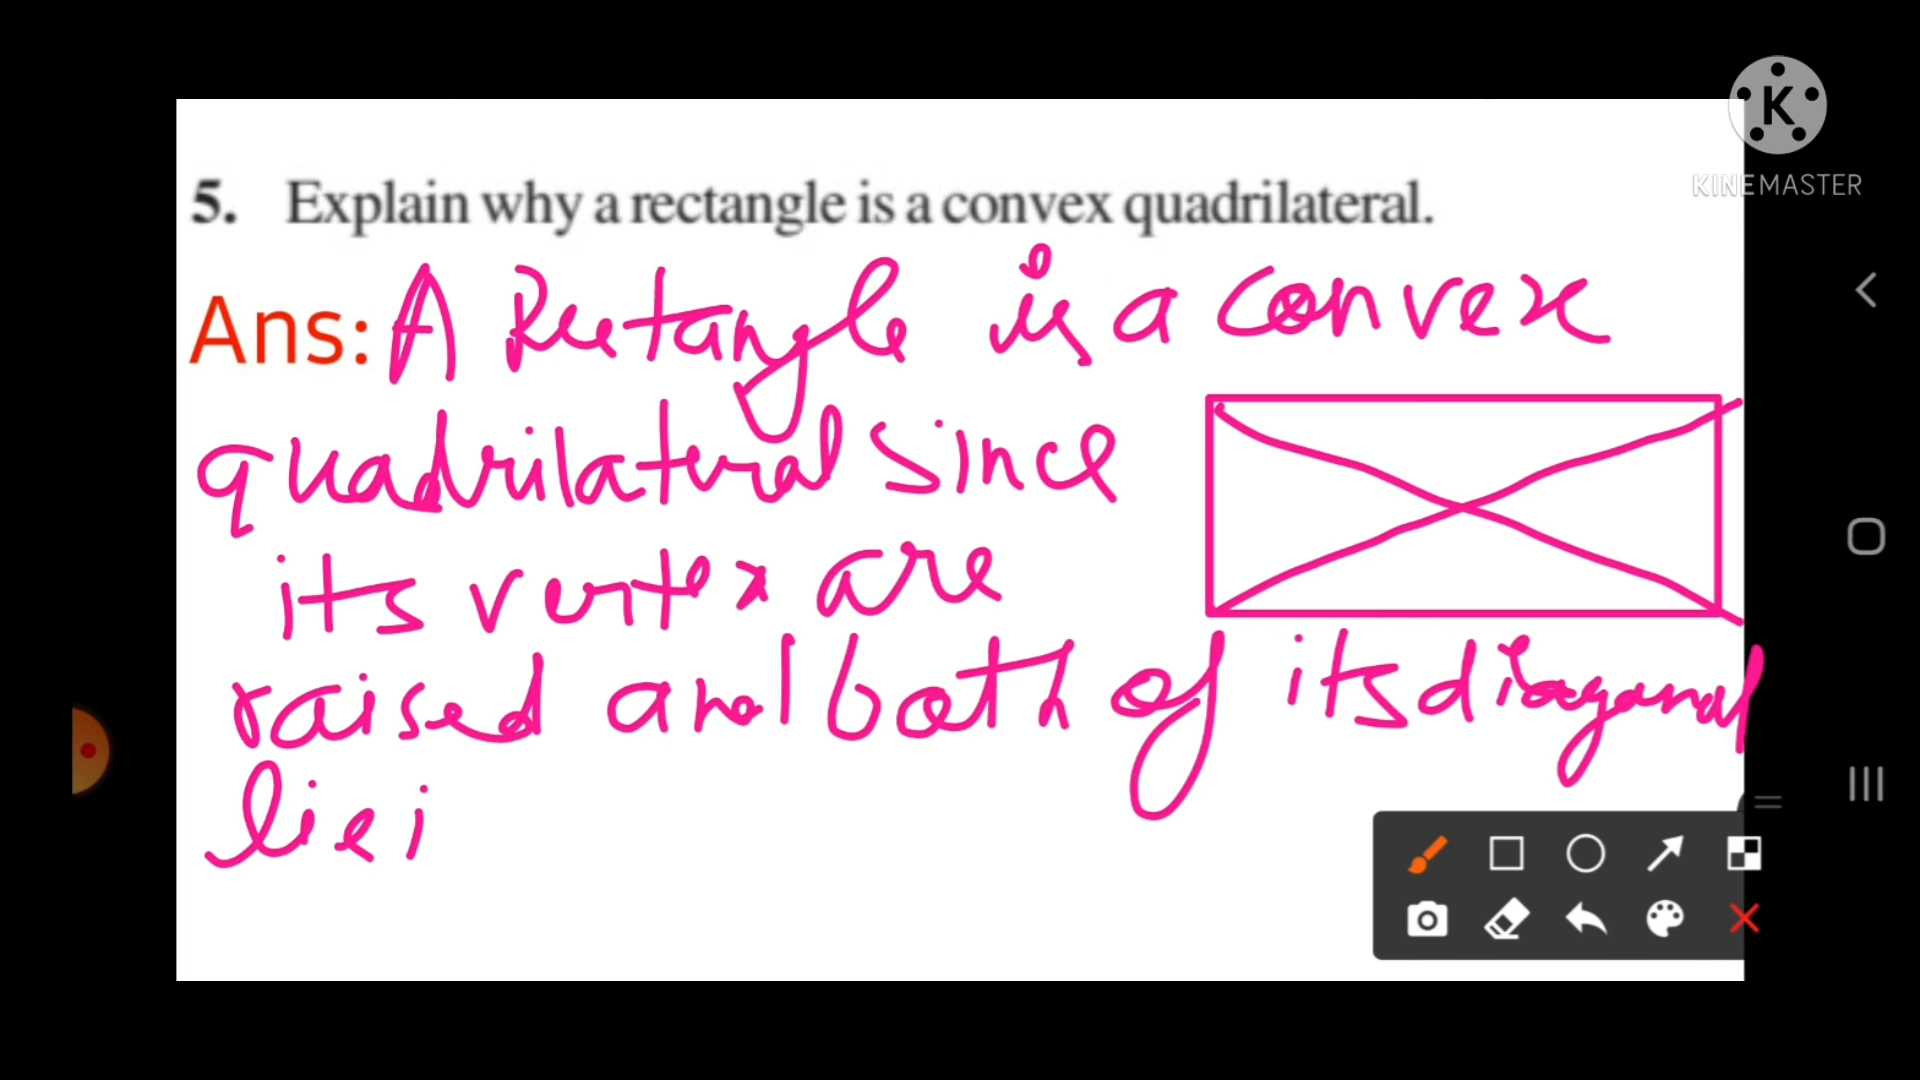 5. Explain why a rectangle is a convex quadrilateral.
Ans: A Rectangle is a convex
quadrilateral since
its vertex are
raised and both of its diagonal
lie i
K
KINEMASTER